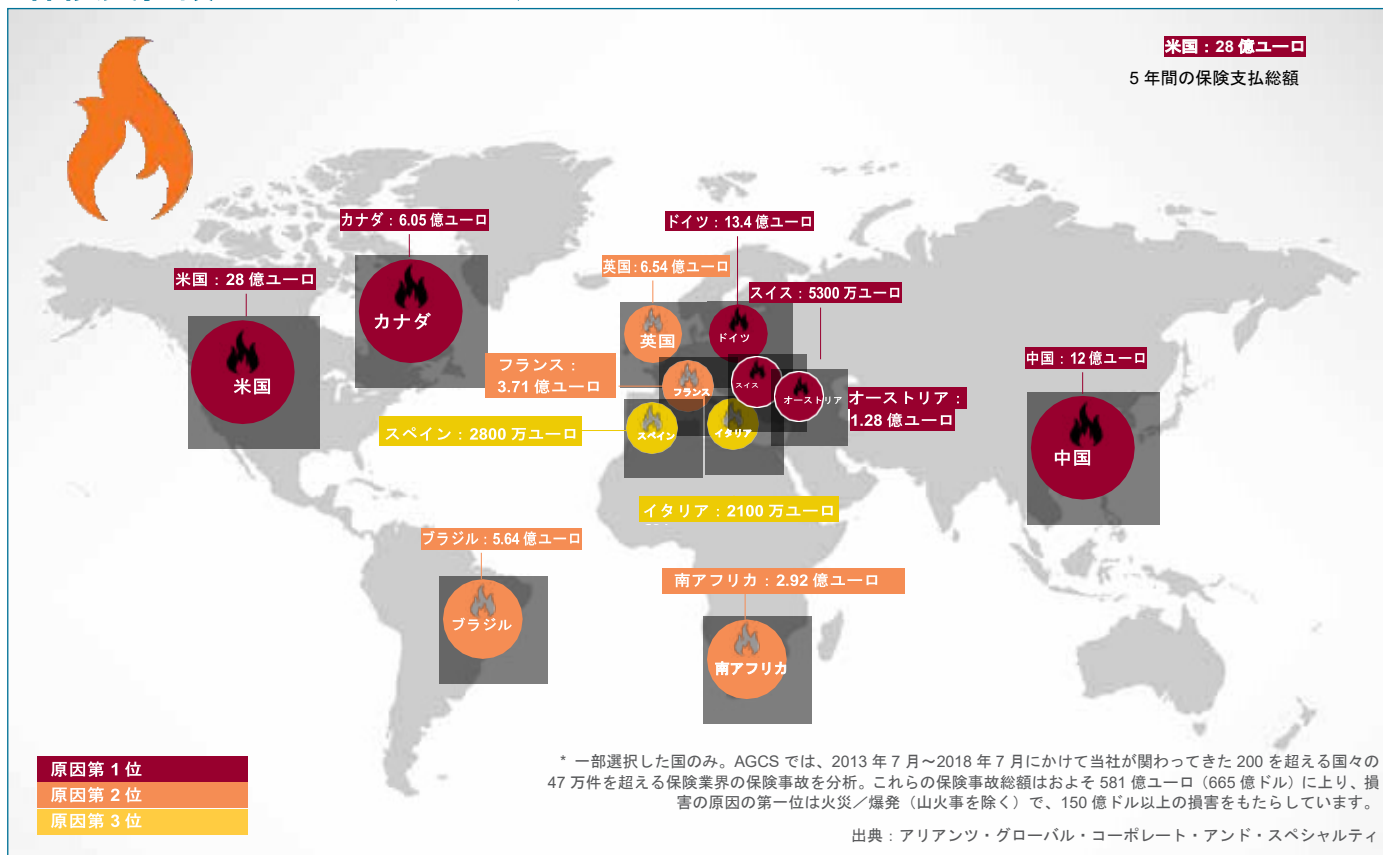 米国：28 億ユーロ
5 年間の保険支払総額
カナダ：6.05 億ユーロ
ドイツ：13.4 億ユーロ
英国：6.54 億ユーロ
米国：28 億ユーロ
スイス：5300 万ユーロ
カナダ
英国
ドイツ
フランス：
3.71 億ユーロ
中国：12 億ユーロ
米国
フランス
スイス
オーストリア
オーストリア：
1.28 億ユーロ
スペイン：2800 万ユーロ
スペイン
イタリア
中国
イタリア：2100 万ユーロ
ブラジル：5.64 億ユーロ
南アフリカ：2.92 億ユーロ
ブラジル
南アフリカ
原因第 1 位
原因第 2 位
原因第 3 位
* 一部選択した国のみ。AGCS では、2013 年 7 月～2018 年 7 月にかけて当社が関わってきた 200 を超える国々の
47 万件を超える保険業界の保険事故を分析。これらの保険事故総額はおよそ 581 億ユーロ（665 億ドル）に上り、損
害の原因の第一位は火災／爆発（山火事を除く）で、150 億ドル以上の損害をもたらしています。
出典：アリアンツ・グローバル・コーポレート・アンド・スペシャルティ